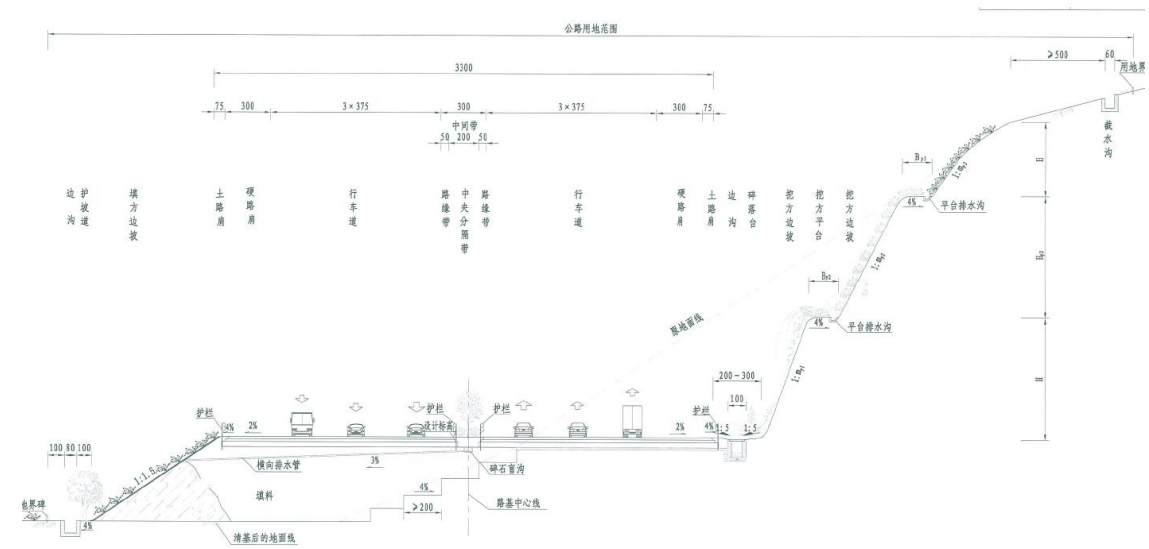 公路用地范围
≥500
60
用地界
3300
75
300
3×375
300
3×375
300
75
中间带
50
200
50
截水沟
边沟
护坡道
填方边坡
土路肩
硬路肩
行车道
路缘带
中央分隔带
路缘带
行车道
硬路肩
土路肩
边沟
碎落台
挖方边坡
挖方平台
挖方边坡
4%
平台排水沟
H
原地面线
4%
平台排水沟
H
200~300
100
护栏
4%
2%
护栏
设计标高
护栏
2%
4%
护栏
1:5
1:5
100
80
100
1:1.5
横向排水管
3%
碎石盲沟
填料
4%
≥200
路基中心线
界碑
4%
清基后的地面线